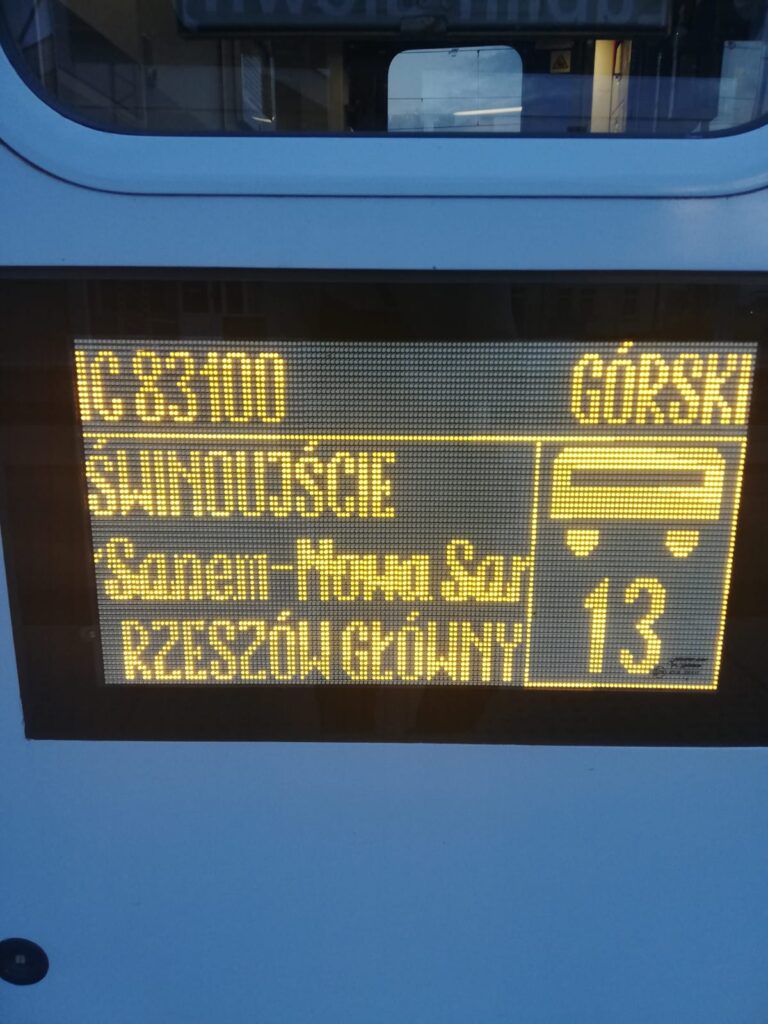 IC 83100 GÓRSKI
ŚWINOUJŚCIE
Sanem-Nowa Sar
RZESZÓW GŁÓWNY
13